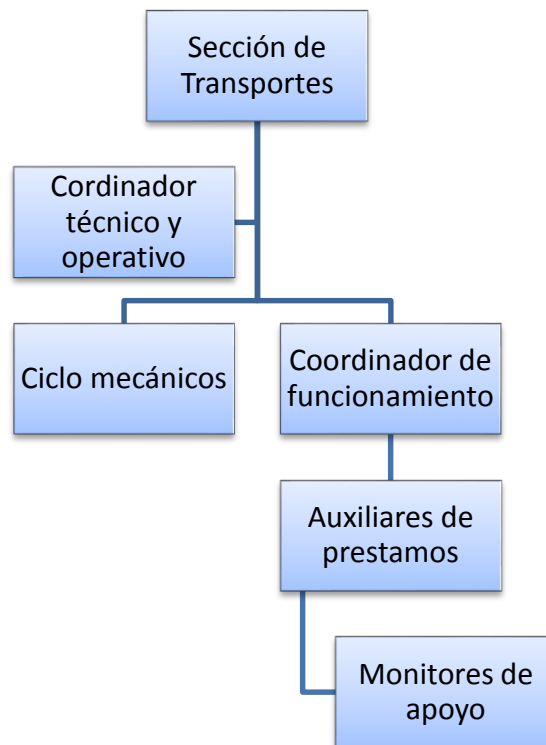 Sección de
Transportes
Cordinador
técnico y
operativo
Ciclo mecánicos
Coordinador de
funcionamiento
Auxiliares de
prestamos
Monitores de
apoyo